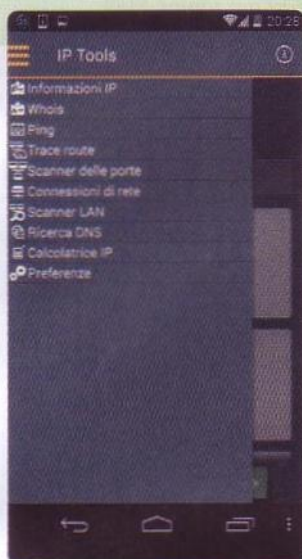 20:28
IP Tools
Informazioni IP
Whois
Ping
Trace route
Scanner delle porte
Connessioni di rete
Scanner LAN
Ricerca DNS
Calcolatrice IP
Preferenze